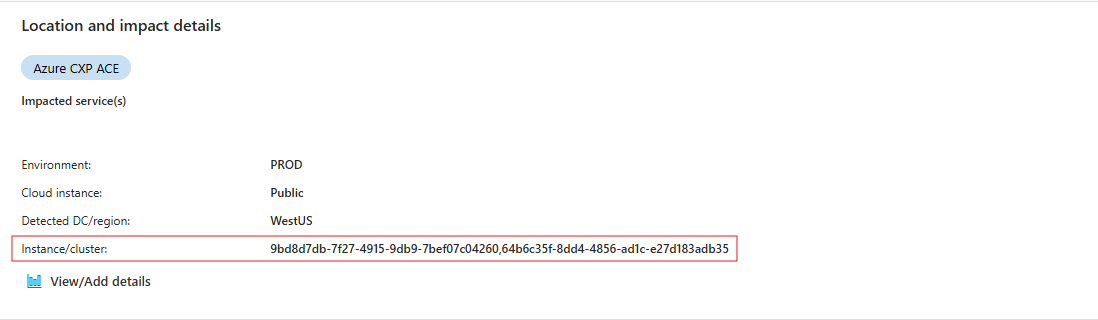 Location and impact details
Azure CXP ACE
Impacted service(s)
Environment: PROD
Cloud instance: Public
Detected DC/region: WestUS
Instance/cluster: 9bd8d7db-7f27-4915-9db9-7bef07c04260,64b6c35f-8dd4-4856-ad1c-e27d183adb35
View/Add details